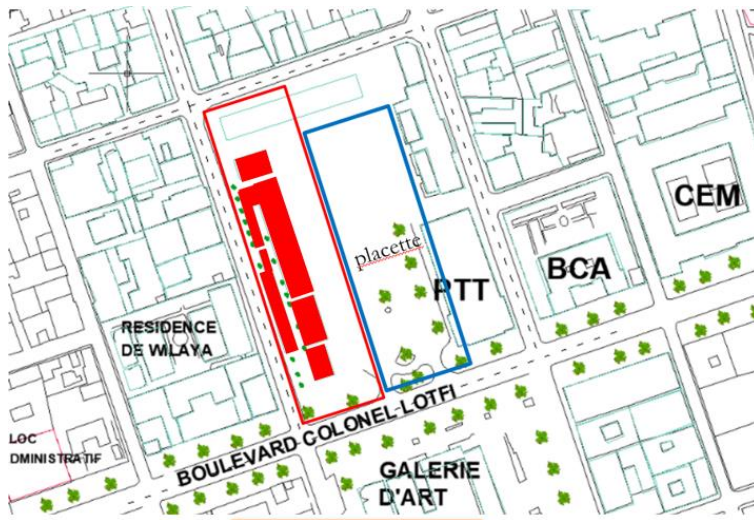 CEM
placette
BCA
PTT
RESIDENCE
DE WILAYA
BOULEVARD-COLONEL-LOTFI
LOC
DMINISTRATIF
GALERIE
D'ART